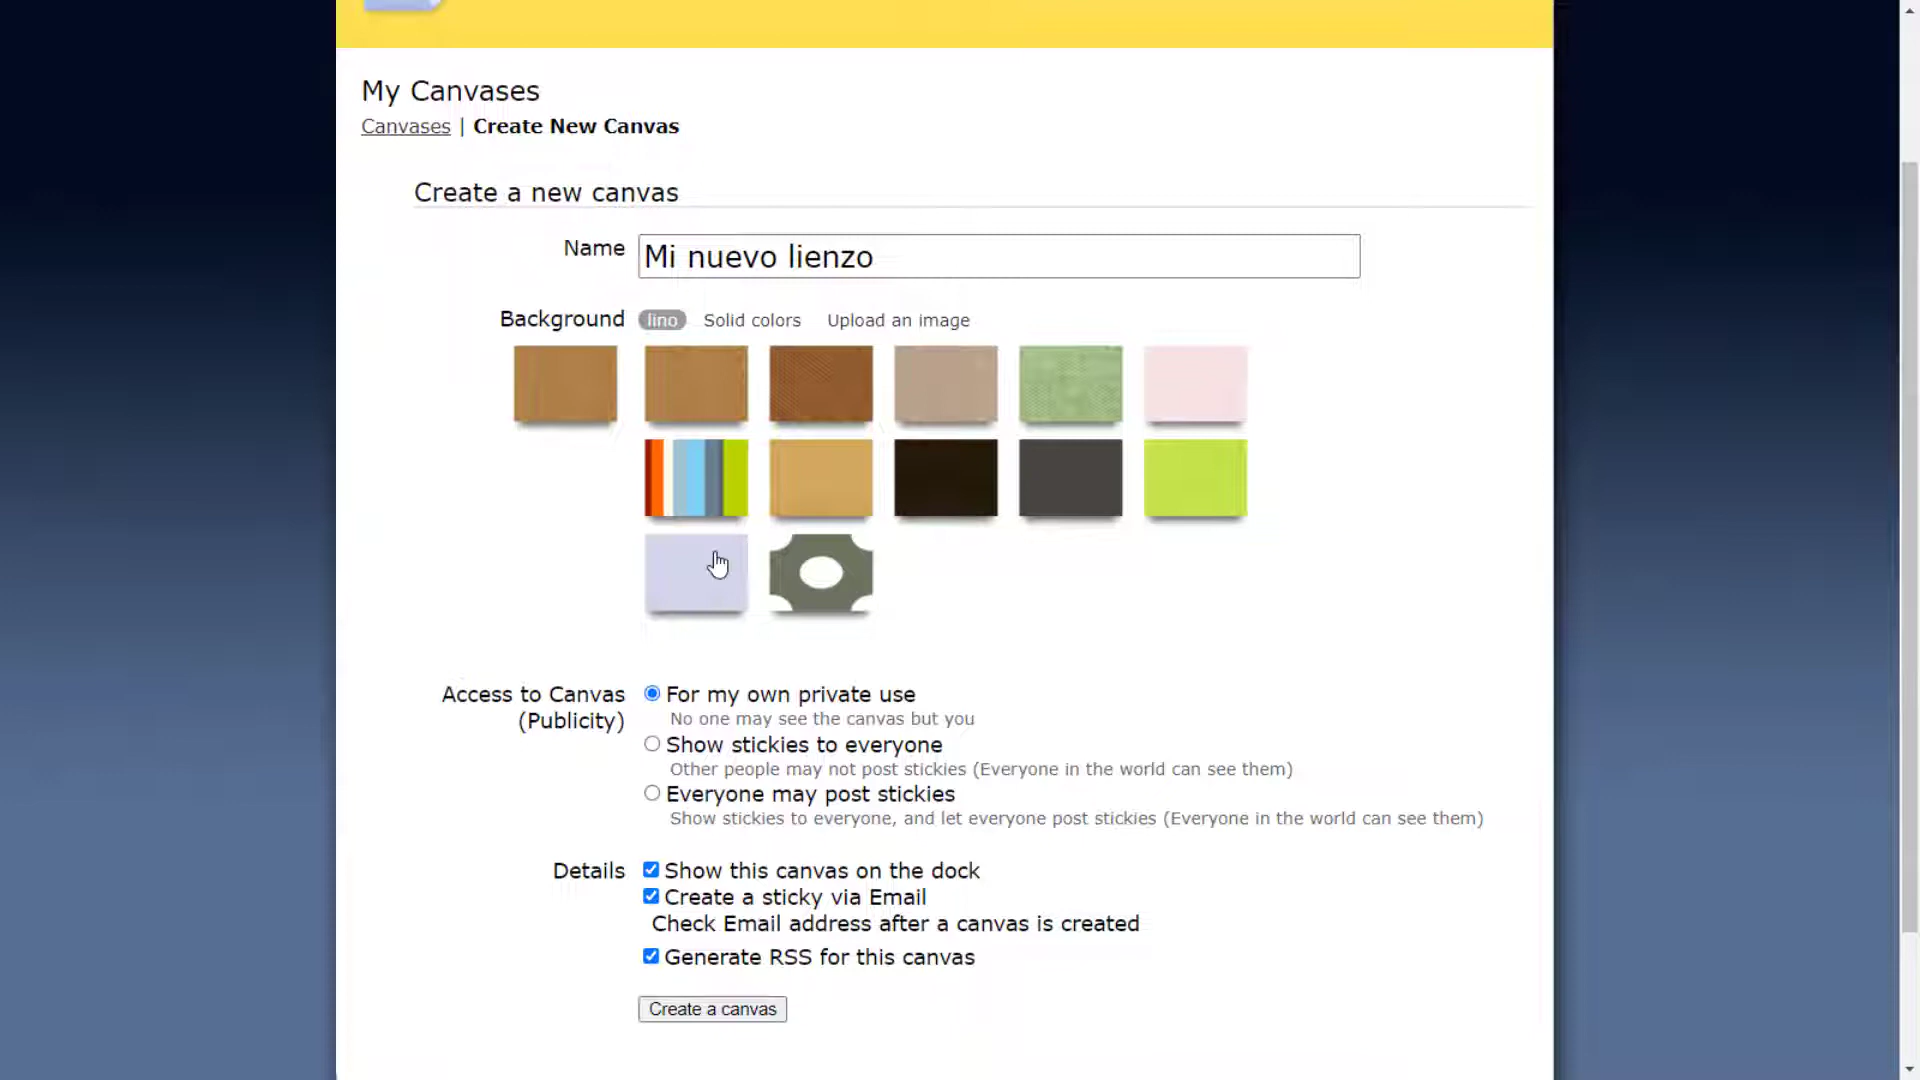 My Canvases
Canvases | Create New Canvas
Create a new canvas
Name Mi nuevo lienzo
Background lino Solid colors Upload an image
Access to Canvas (Publicity)
For my own private use
No one may see the canvas but you
Show stickies to everyone
Other people may not post stickies (Everyone in the world can see them)
Everyone may post stickies
Show stickies to everyone, and let everyone post stickies (Everyone in the world can see them)
Details Show this canvas on the dock
Create a sticky via Email
Check Email address after a canvas is created
Generate RSS for this canvas
Create a canvas